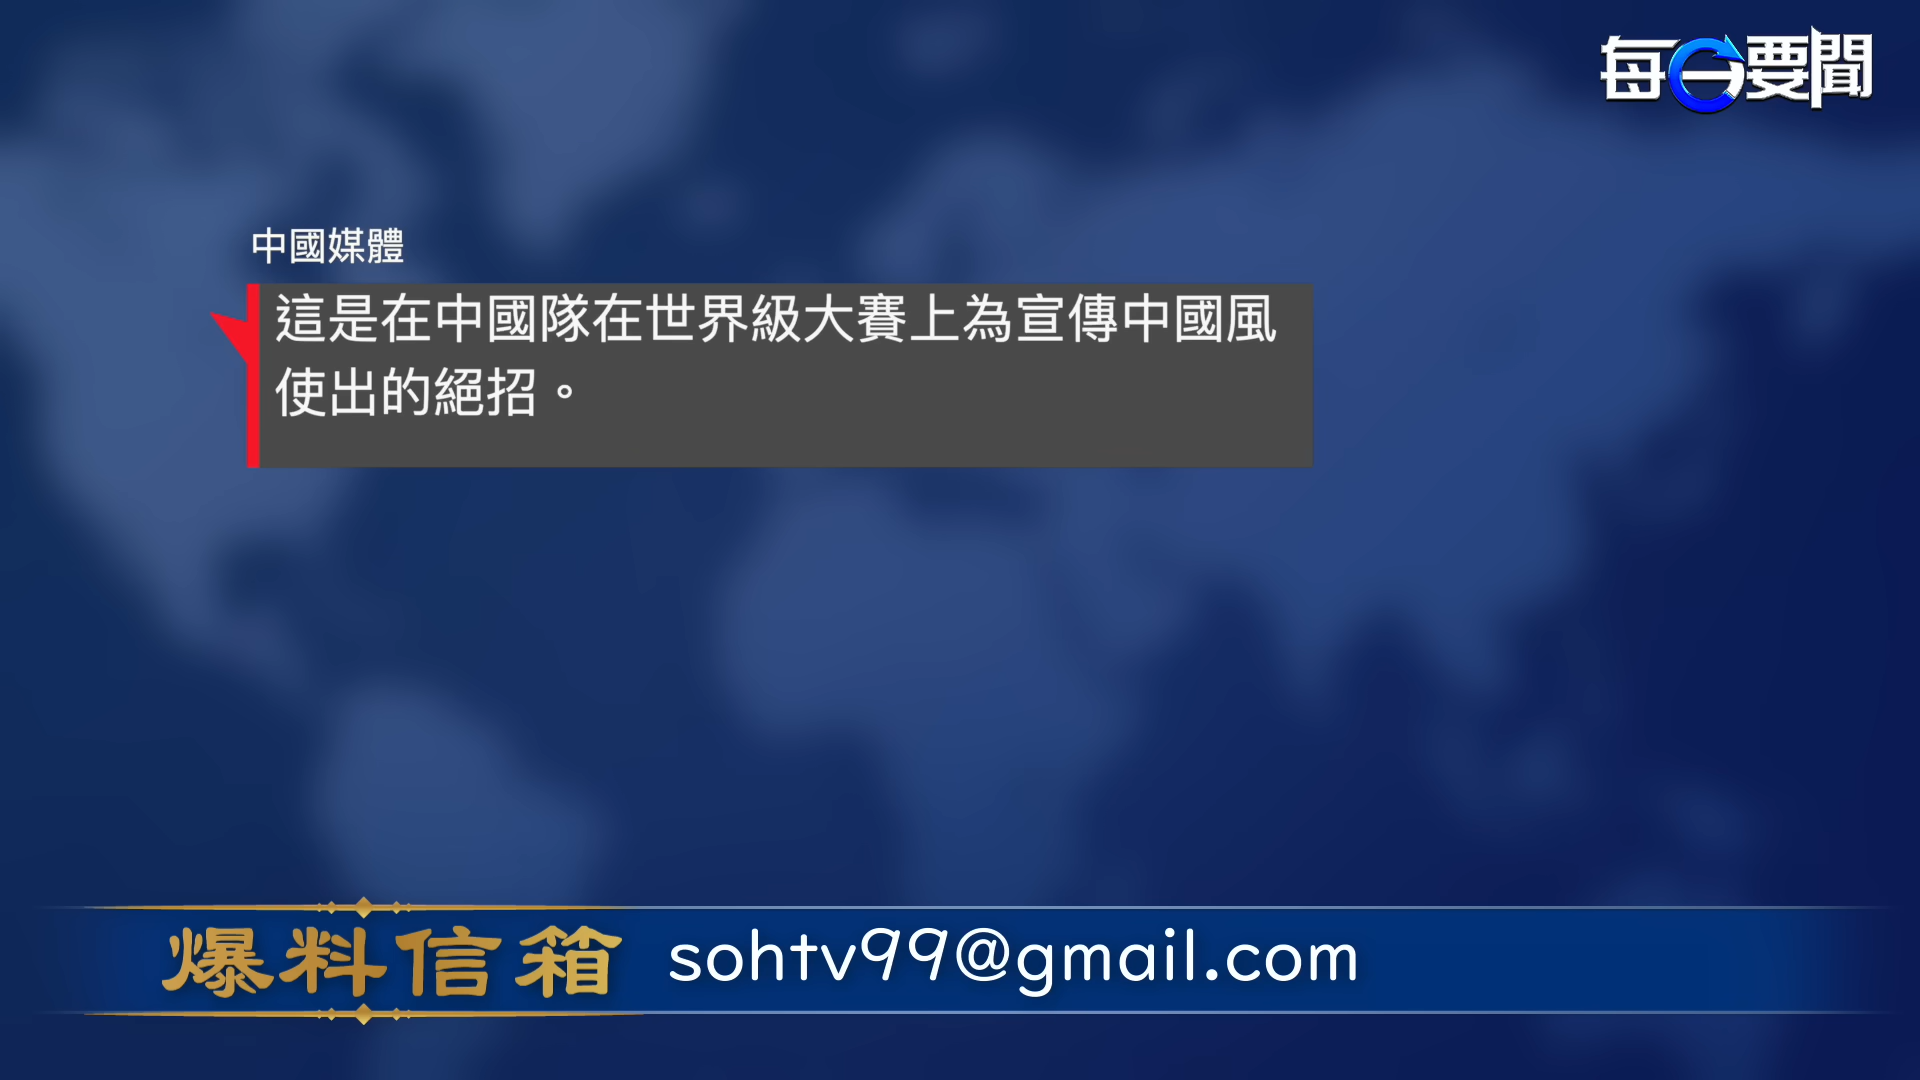 每日要聞
中國媒體
這是在中國隊在世界級大賽上為宣傳中國風
使出的絕招。
爆料信箱 sohtv99@gmail.com